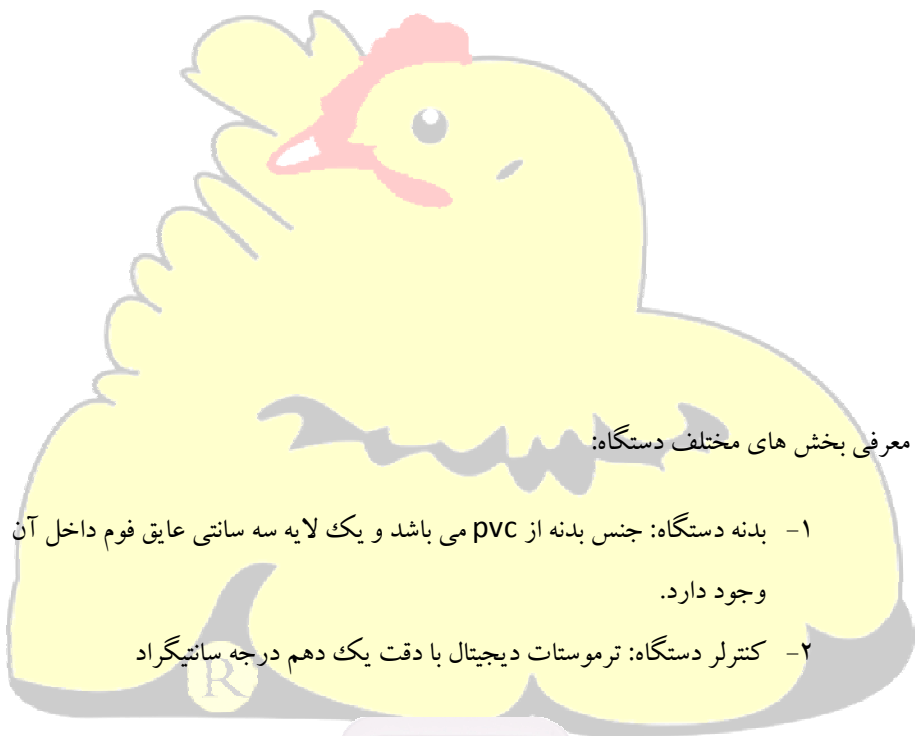 معرفی بخش های مختلف دستگاه:
۱- بدنه دستگاه: جنس بدنه از pvc می باشد و یک لایه سه سانتی عایق فوم داخل آن
وجود دارد.
۲- کنترلر دستگاه: ترموستات دیجیتال با دقت یک دهم درجه سانتیگراد
R